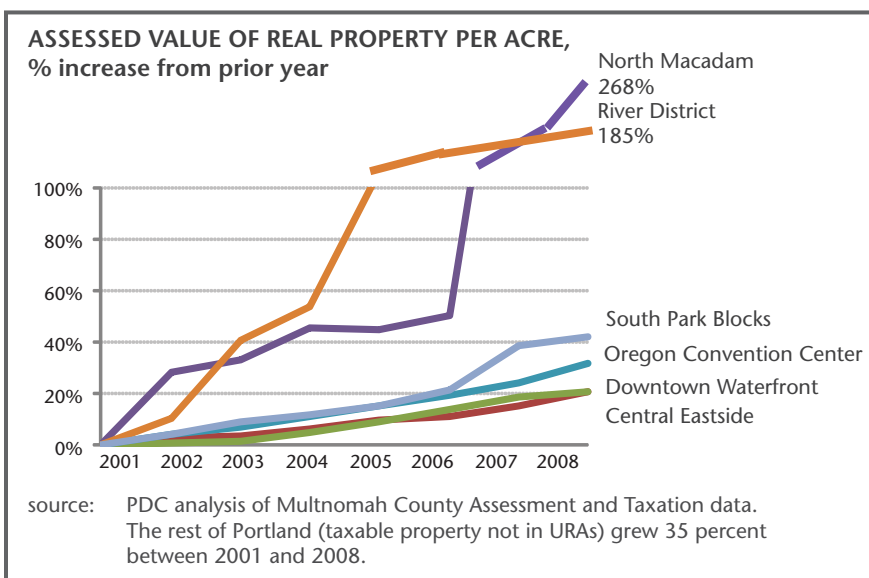 ASSESSED VALUE OF REAL PROPERTY PER ACRE,
% increase from prior year
North Macadam
268%
River District
185%
100%
80%
60%
40%
20%
0%
South Park Blocks
Oregon Convention Center
Downtown Waterfront
Central Eastside
2001 2002 2003 2004 2005 2006 2007 2008
source: PDC analysis of Multnomah County Assessment and Taxation data.
The rest of Portland (taxable property not in URAs) grew 35 percent
between 2001 and 2008.